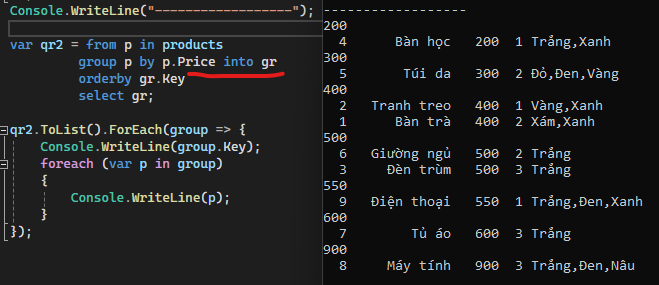 Console.WriteLine("------------------");
var qr2 = from p in products
group p by p.Price into gr
orderby gr.Key
select gr;
qr2.ToList().ForEach(group => {
Console.WriteLine(group.Key);
foreach (var p in group)
{
Console.WriteLine(p);
}
});
------------------
200
4 Bàn học 200 1 Trắng,Xanh
300
5 Túi da 300 2 Đỏ,Đen,Vàng
400
2 Tranh treo 400 1 Vàng,Xanh
1 Bàn trà 400 2 Xám,Xanh
500
6 Giường ngủ 500 2 Trắng
3 Đèn trùm 500 3 Trắng
550
9 Điện thoại 550 1 Trắng,Đen,Xanh
600
7 Tủ áo 600 3 Trắng
900
8 Máy tính 900 3 Trắng,Đen,Nâu